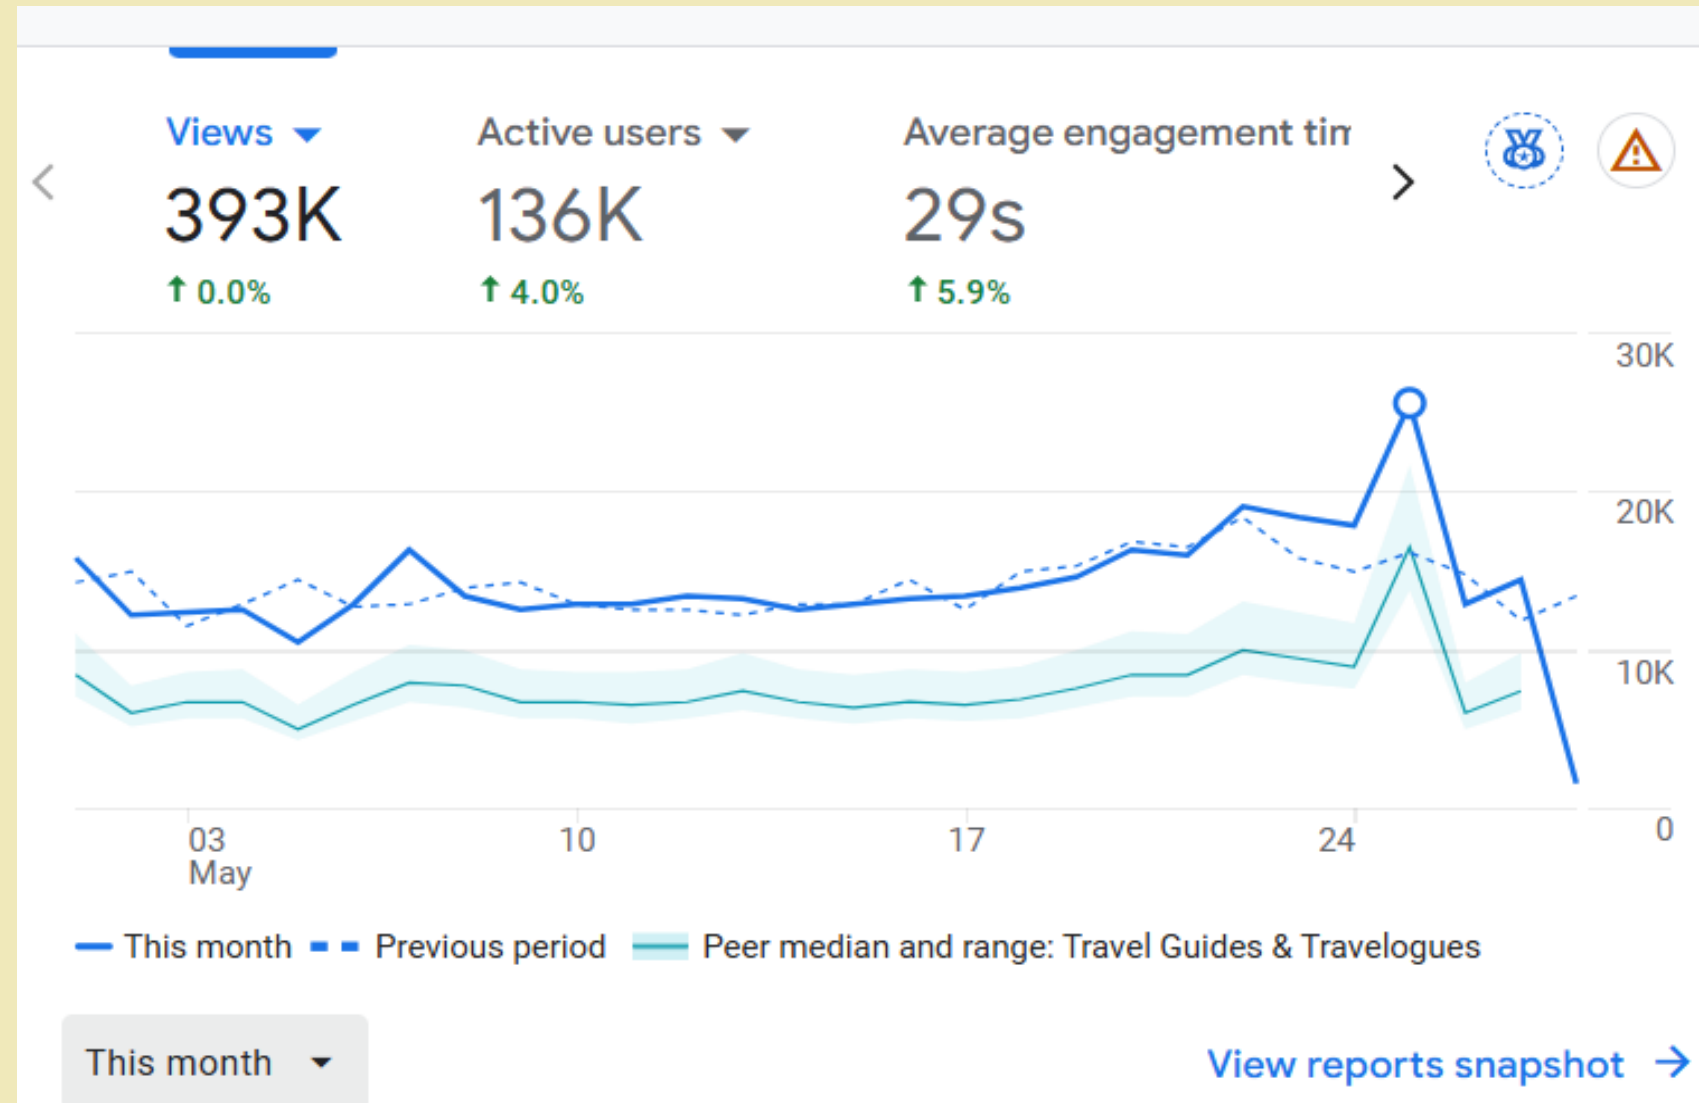 Views Active users Average engagement tim
393K 136K 29s
↑ 0.0% ↑ 4.0% ↑ 5.9%
30K
20K
10K
0
03 10 17 24
May
This month Previous period Peer median and range: Travel Guides & Travelogues
This month View reports snapshot →